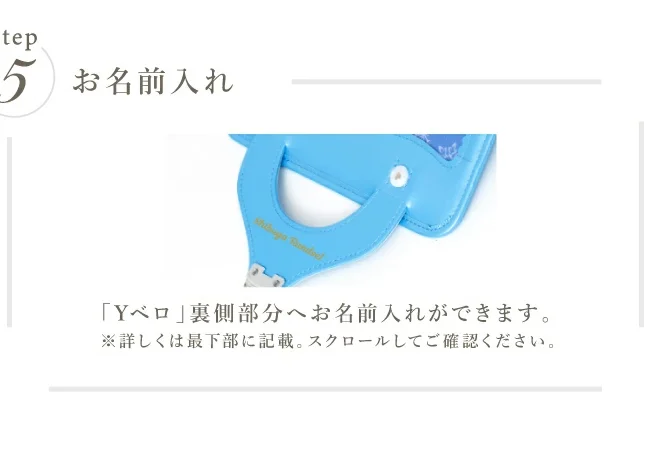 tep
5
お名前入れ
「Yベロ」裏側部分へお名前入れができます。
※詳しくは最下部に記載。スクロールしてご確認ください。